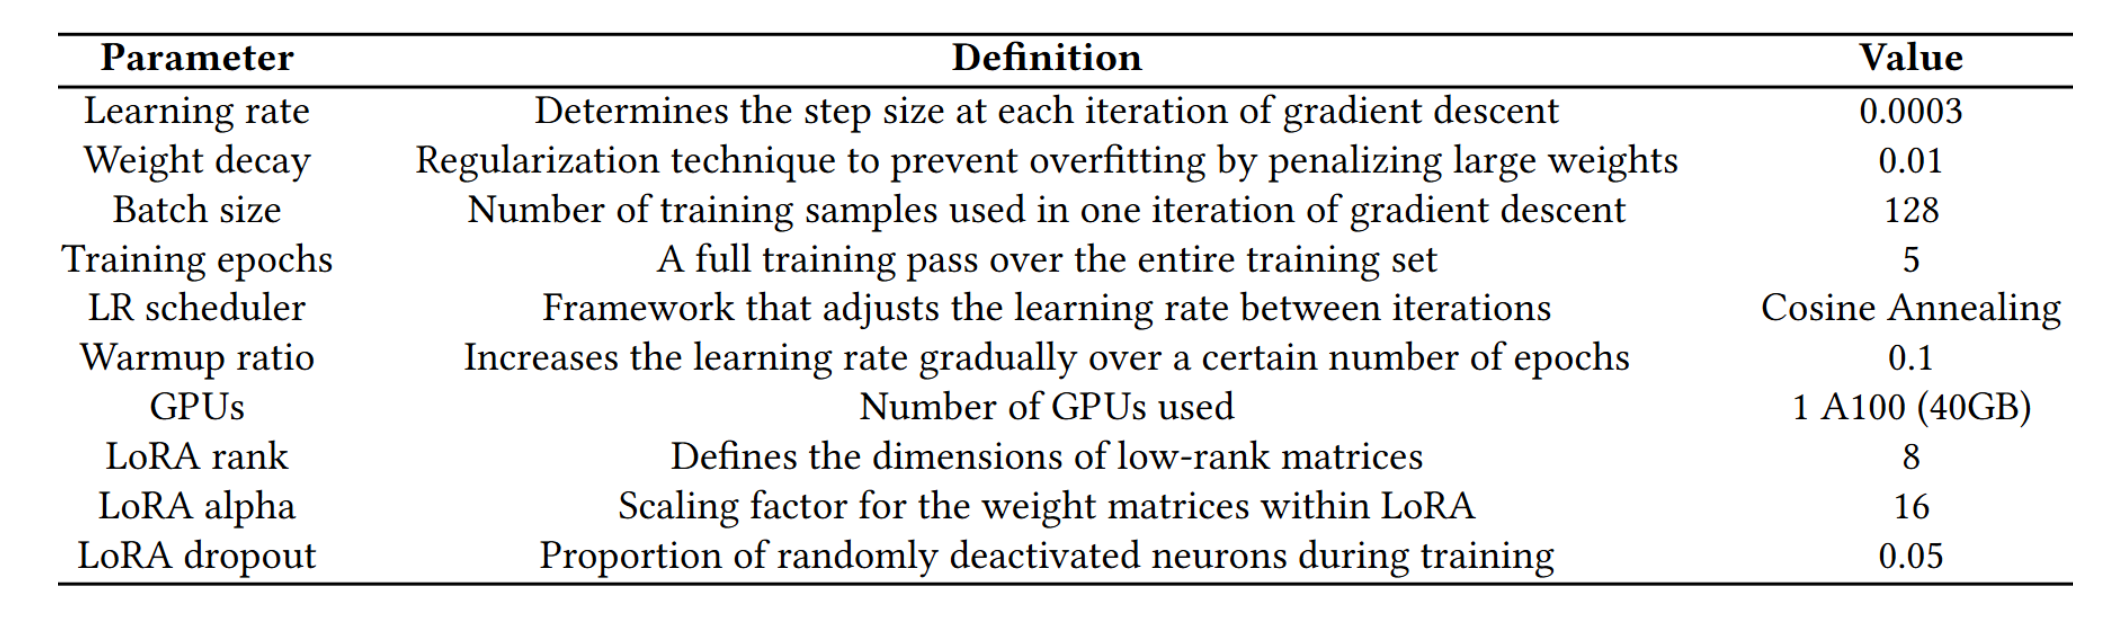 Parameter Definition Value
Learning rate Determines the step size at each iteration of gradient descent 0.0003
Weight decay Regularization technique to prevent overfitting by penalizing large weights 0.01
Batch size Number of training samples used in one iteration of gradient descent 128
Training epochs A full training pass over the entire training set 5
LR scheduler Framework that adjusts the learning rate between iterations Cosine Annealing
Warmup ratio Increases the learning rate gradually over a certain number of epochs 0.1
GPUs Number of GPUs used 1 A100 (40GB)
LoRA rank Defines the dimensions of low-rank matrices 8
LoRA alpha Scaling factor for the weight matrices within LoRA 16
LoRA dropout Proportion of randomly deactivated neurons during training 0.05